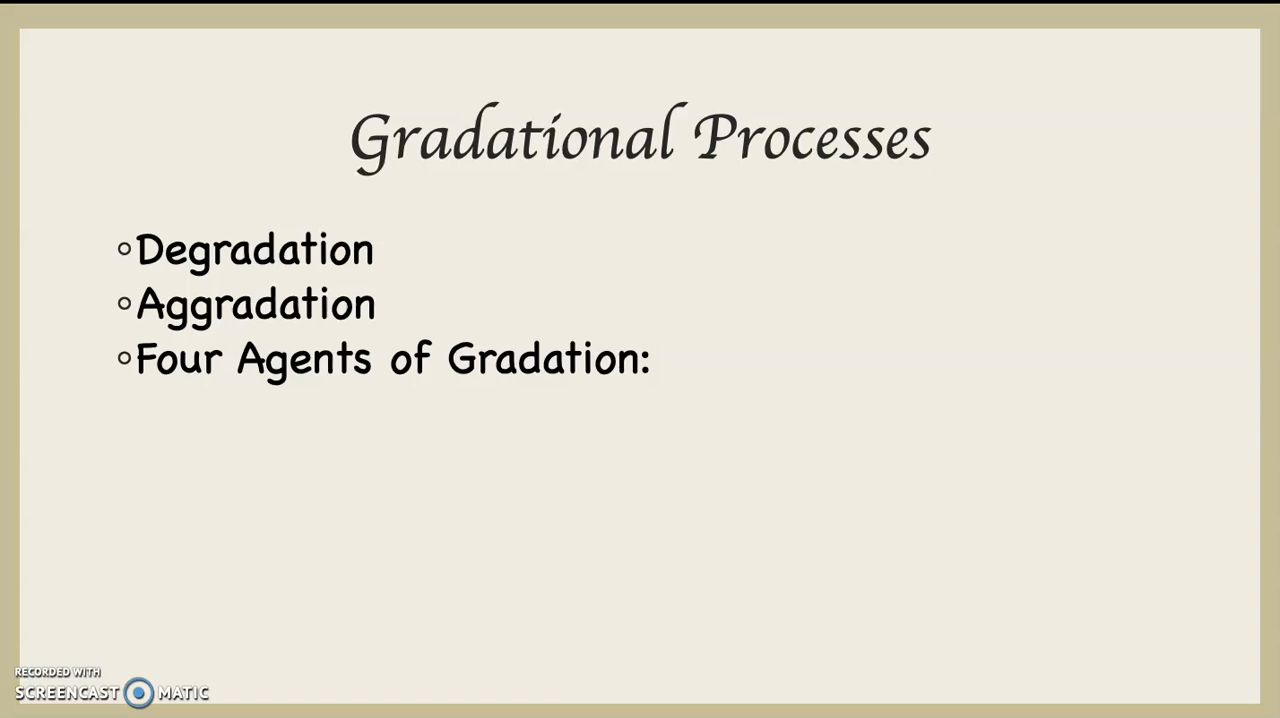 Gradational Processes
Degradation
Aggradation
Four Agents of Gradation:
RECORDED WITH
SCREENCAST MATIC